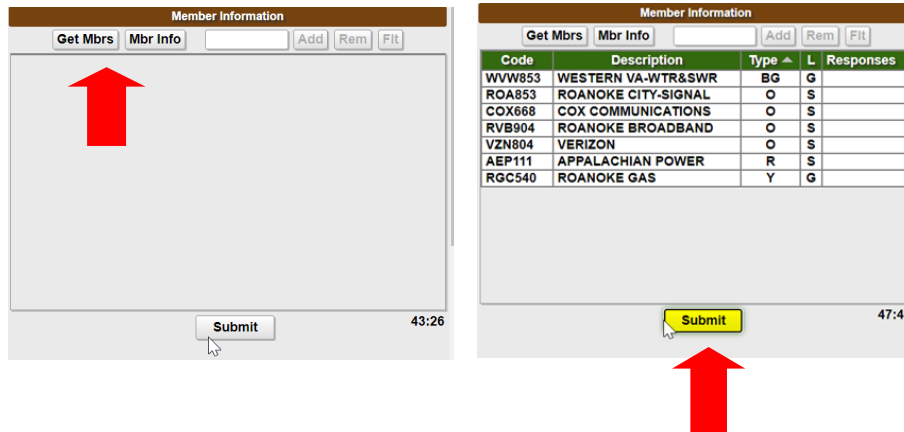 Member Information
Get Mbrs Mbr Info Add Rem Flt
Submit 43:26
Member Information
Get Mbrs Mbr Info Add Rem Flt
Code Description Type L Responses
WVW853 WESTERN VA-WTR&SWR BG G
ROA853 ROANOKE CITY-SIGNAL O S
COX668 COX COMMUNICATIONS O S
RVB904 ROANOKE BROADBAND O S
VZN804 VERIZON O S
AEP111 APPALACHIAN POWER R S
RGC540 ROANOKE GAS Y G
Submit 47:4